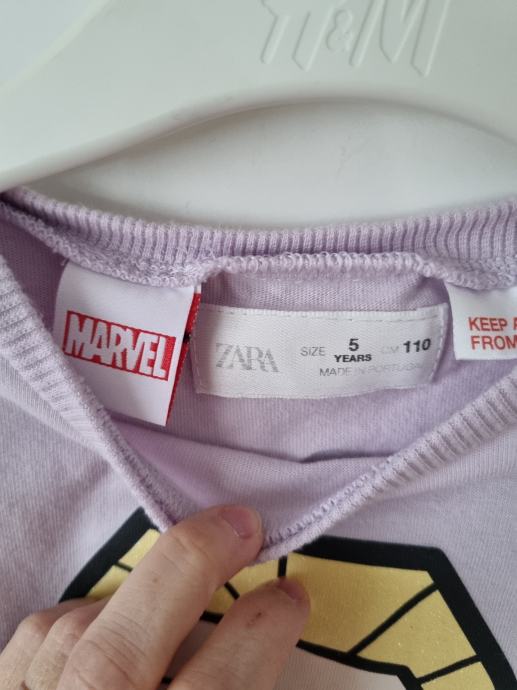 H&M
MARVEL
ZARA
SIZE 5 YEARS CM 110
MADE IN PORTUGAL
KEEP A
FROM